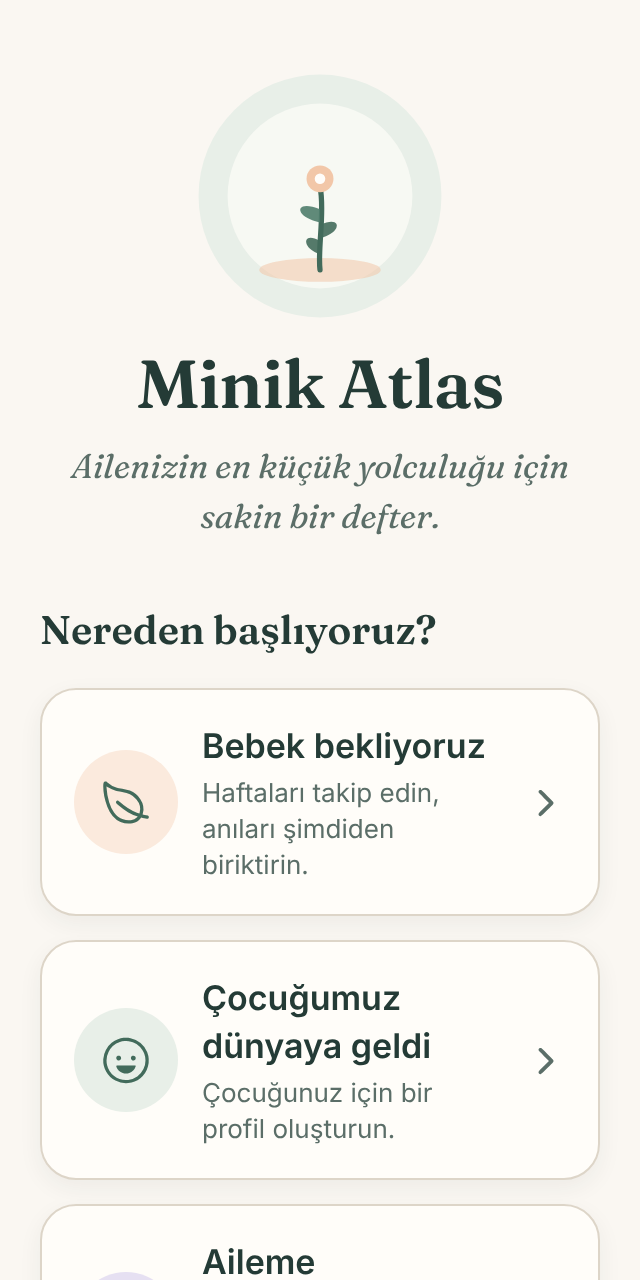 Minik Atlas
Ailenizin en küçük yolculuğu için
sakin bir defter.
Nereden başlıyoruz?
Bebek bekliyoruz
Haftaları takip edin,
anıları şimdiden
biriktirin.
Çocuğumuz
dünyaya geldi
Çocuğunuz için bir
profil oluşturun.
Aileme